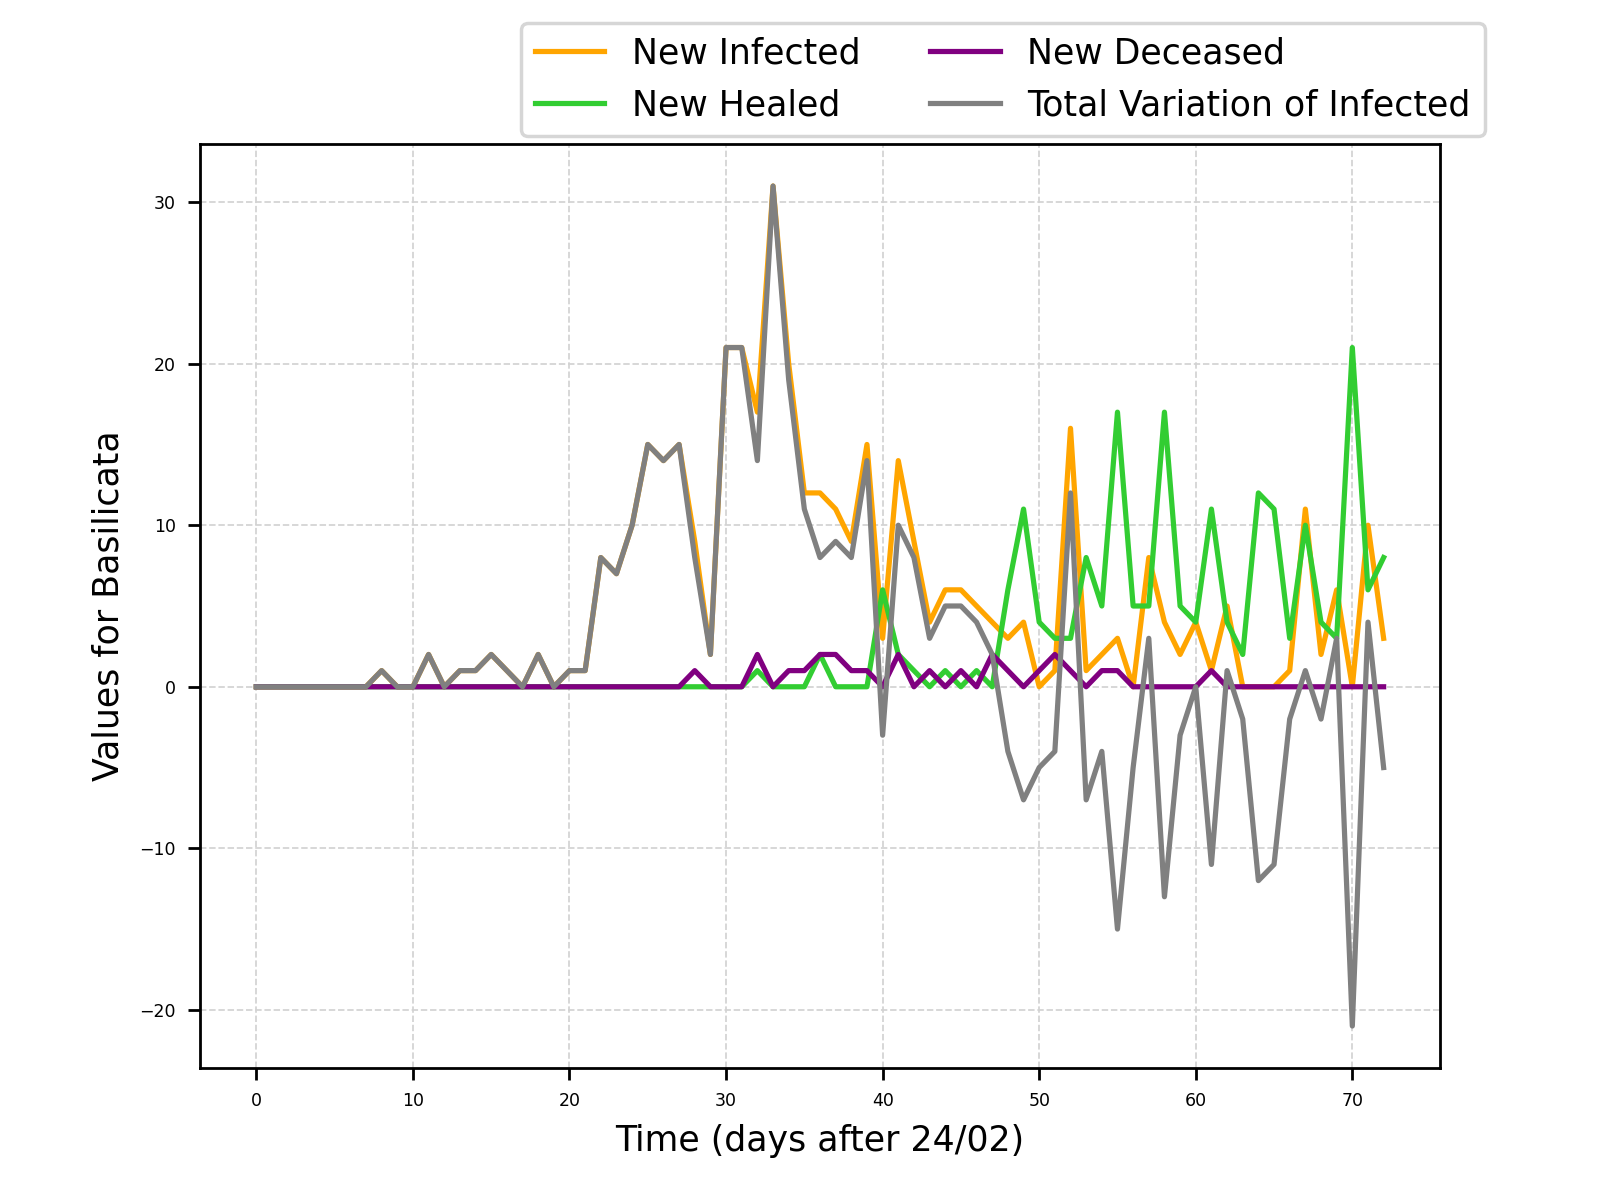 New Infected
New Healed
New Deceased
Total Variation of Infected
Values for Basilicata
30
20
10
0
−10
−20
0 10 20 30 40 50 60 70
Time (days after 24/02)